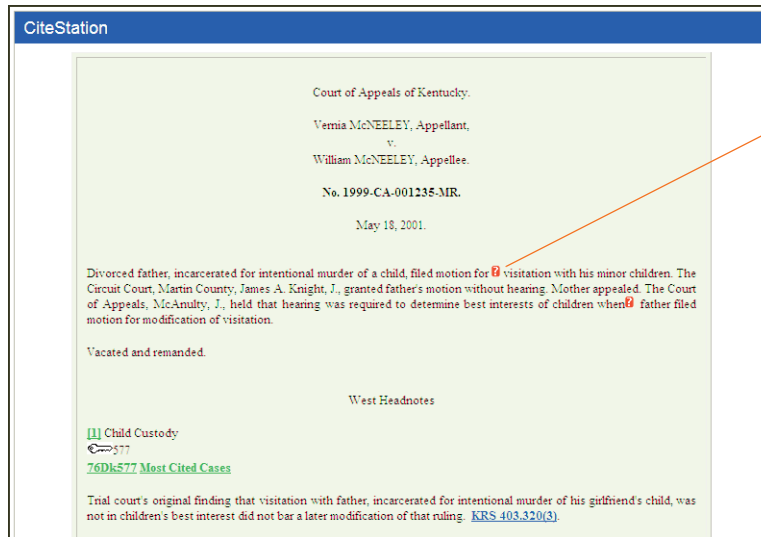 CiteStation
Court of Appeals of Kentucky.
Vernia McNEELEY, Appellant,
v.
William McNEELEY, Appellee.
No. 1999-CA-001235-MR.
May 18, 2001.
Divorced father, incarcerated for intentional murder of a child, filed motion for ? visitation with his minor children. The
Circuit Court, Martin County, James A. Knight, J., granted father's motion without hearing. Mother appealed. The Court
of Appeals, McAnulty, J., held that hearing was required to determine best interests of children when? father filed
motion for modification of visitation.
Vacated and remanded.
West Headnotes
[1] Child Custody
577
76Dk577 Most Cited Cases
Trial court's original finding that visitation with father, incarcerated for intentional murder of his girlfriend's child, was
not in children's best interest did not bar a later modification of that ruling. KRS 403.320(3).